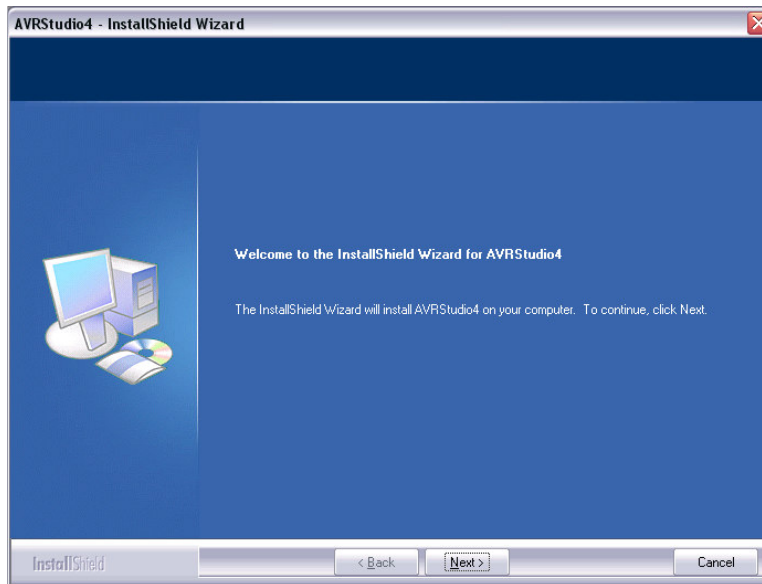 AVRStudio4 - InstallShield Wizard
Welcome to the InstallShield Wizard for AVRStudio4
The InstallShield Wizard will install AVRStudio4 on your computer. To continue, click Next.
InstallShield
< Back
Next >
Cancel